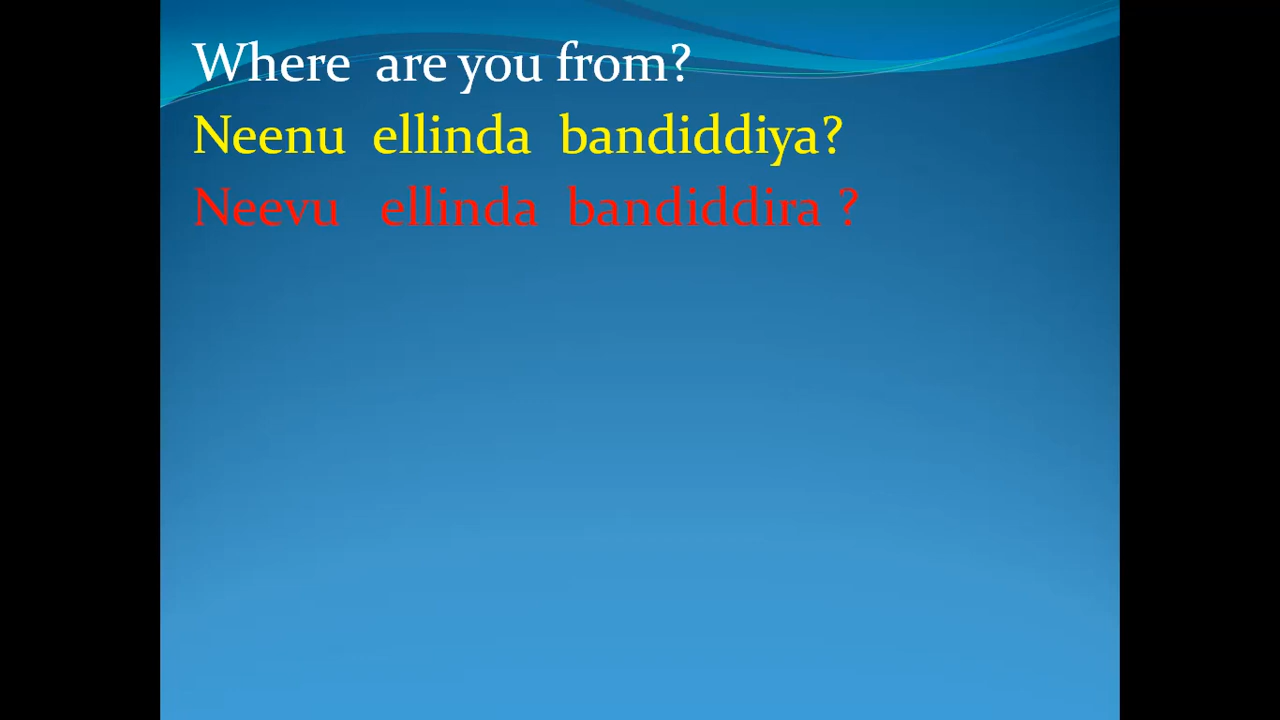 Where are you from?
Neenu ellinda bandiddiya?
Neevu ellinda bandiddira ?